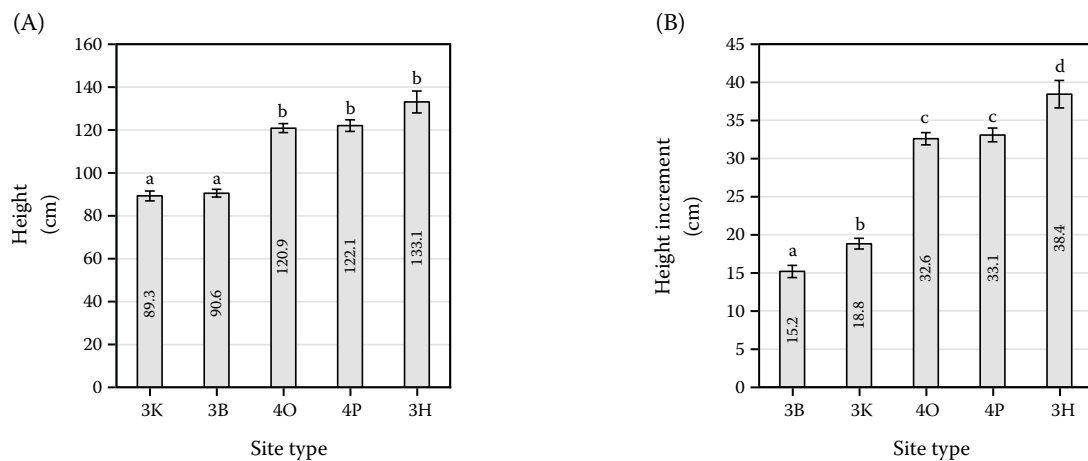 (A)
Height
(cm)
160
140
120
100
80
60
40
20
0
a
a
b
b
b
89.3
90.6
120.9
122.1
133.1
3K 3B 4O 4P 3H
Site type
(B)
Height increment
(cm)
45
40
35
30
25
20
15
10
5
0
a
b
c
c
d
15.2
18.8
32.6
33.1
38.4
3B 3K 4O 4P 3H
Site type